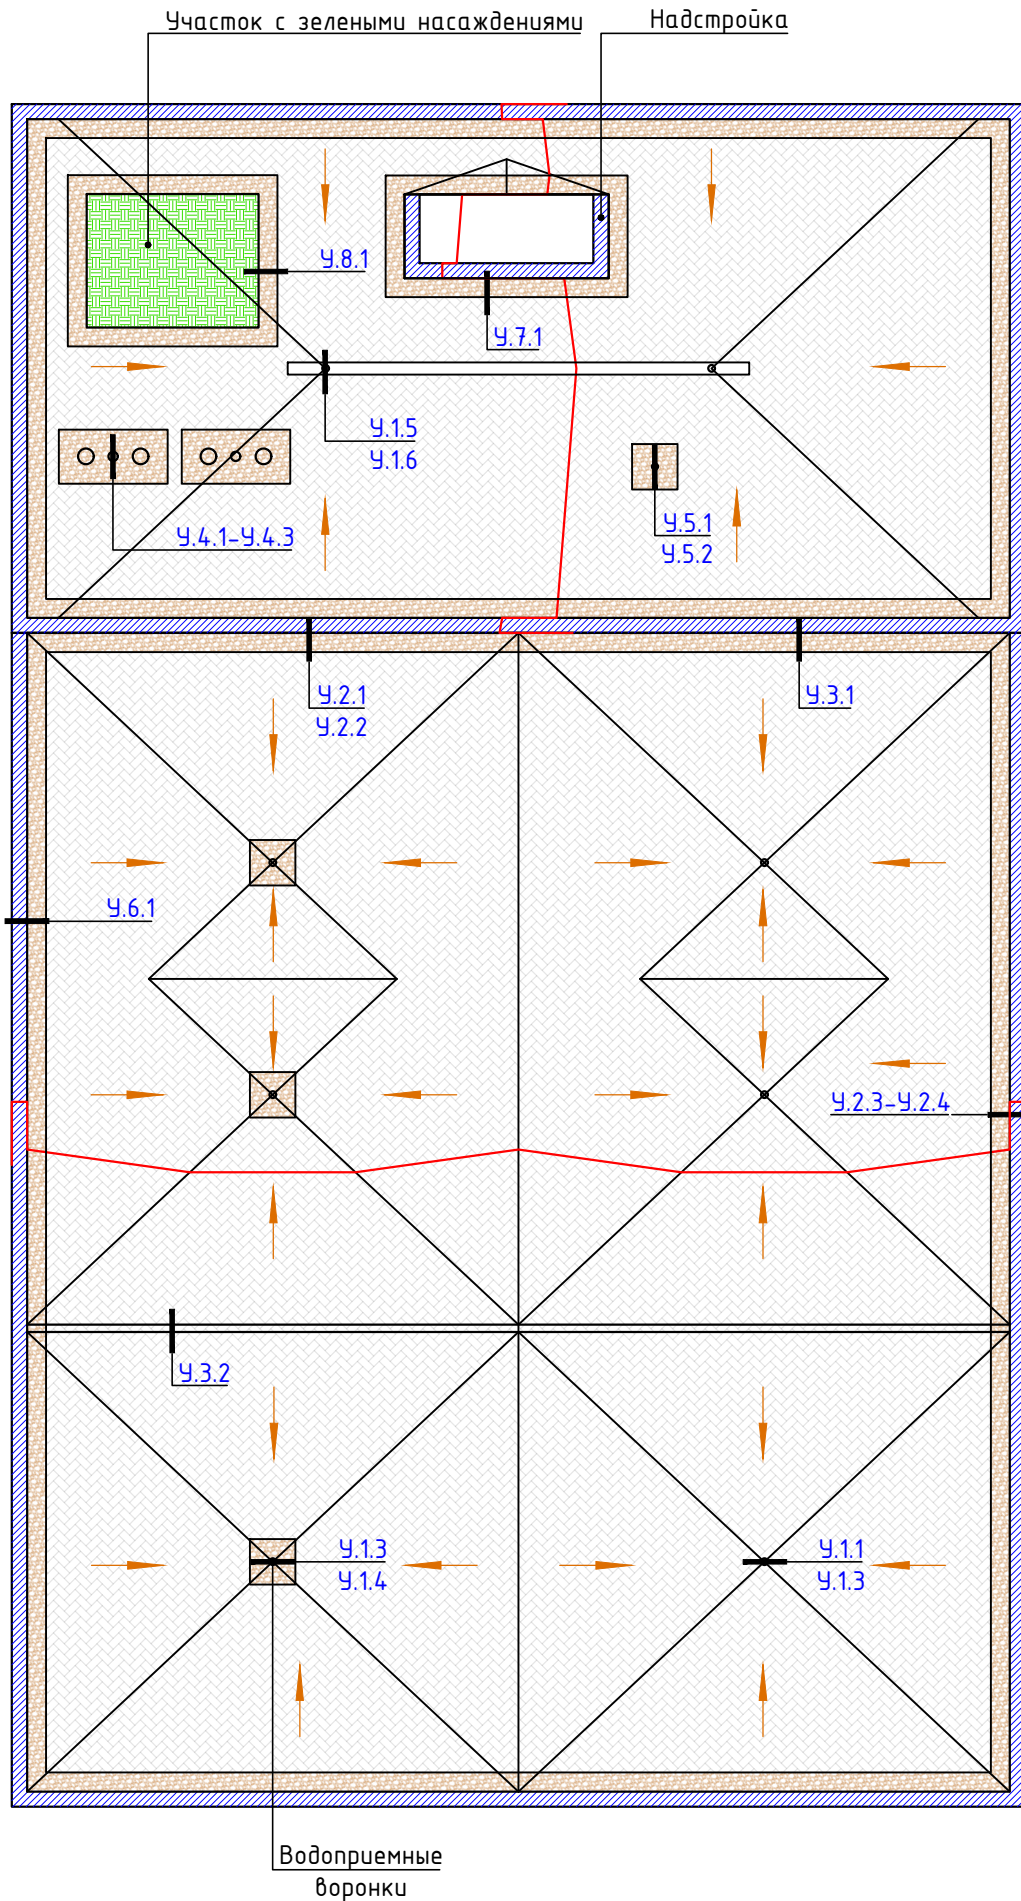 Участок с зелеными насаждениями
Надстройка
У.8.1
У.7.1
У.1.5
У.1.6
У.4.1-У.4.3
У.5.1
У.5.2
У.2.1
У.2.2
У.3.1
У.6.1
У.2.3-У.2.4
У.3.2
У.1.3
У.1.4
У.1.1
У.1.3
Водоприемные
воронки